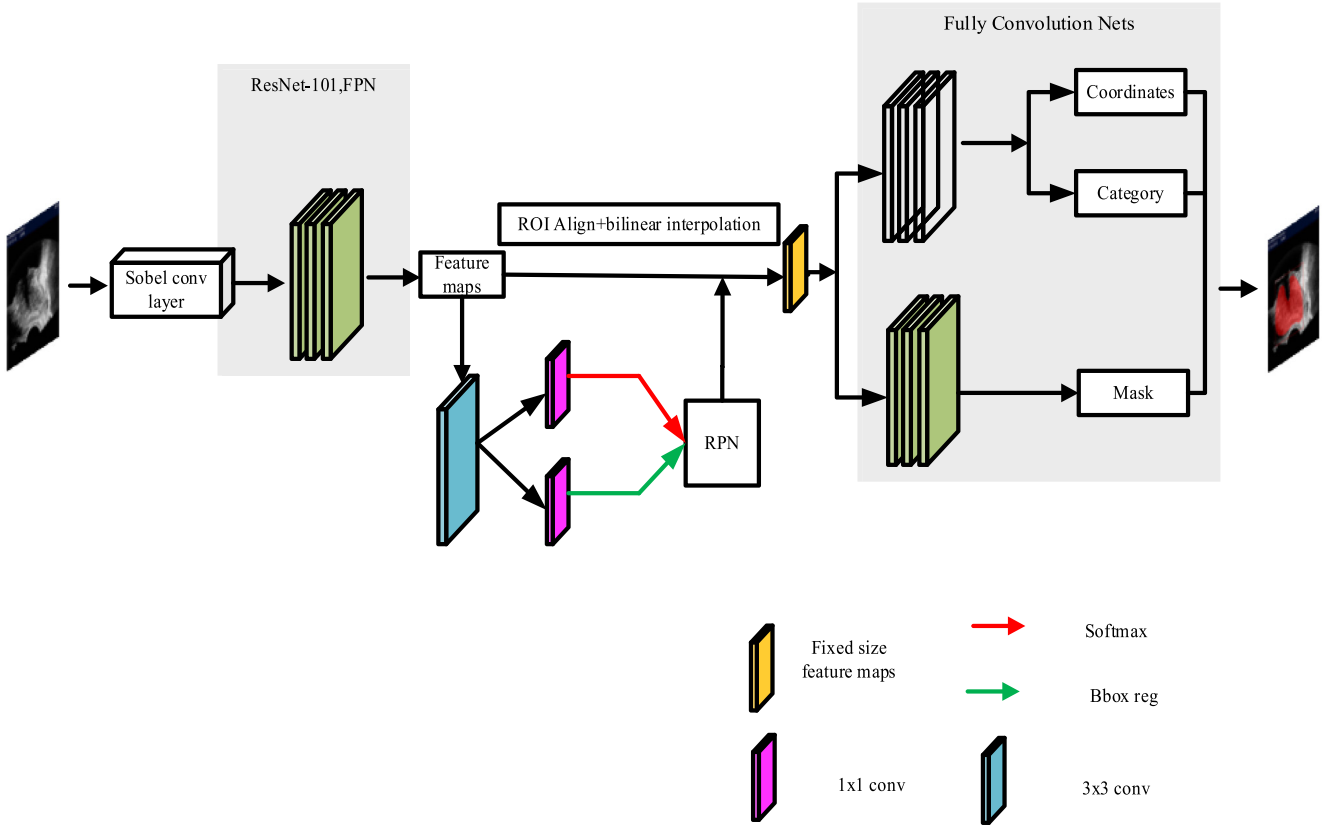 Fully Convolution Nets
ResNet-101,FPN
Coordinates
Category
ROI Align+bilinear interpolation
Sobel conv
layer
Feature
maps
Mask
RPN
Fixed size
feature maps
Softmax
Bbox reg
1x1 conv
3x3 conv